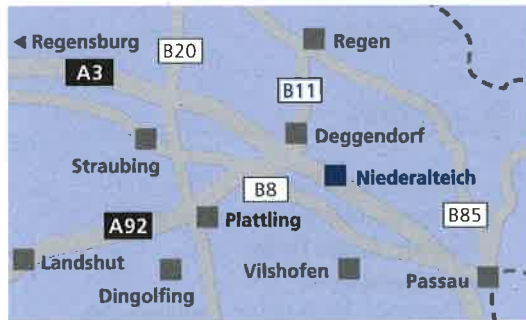 ◄ Regensburg
B20
Regen
A3
B11
Deggendorf
Straubing
Niederalteich
B8
A92
Plattling
B85
Landshut
Vilshofen
Passau
Dingolfing